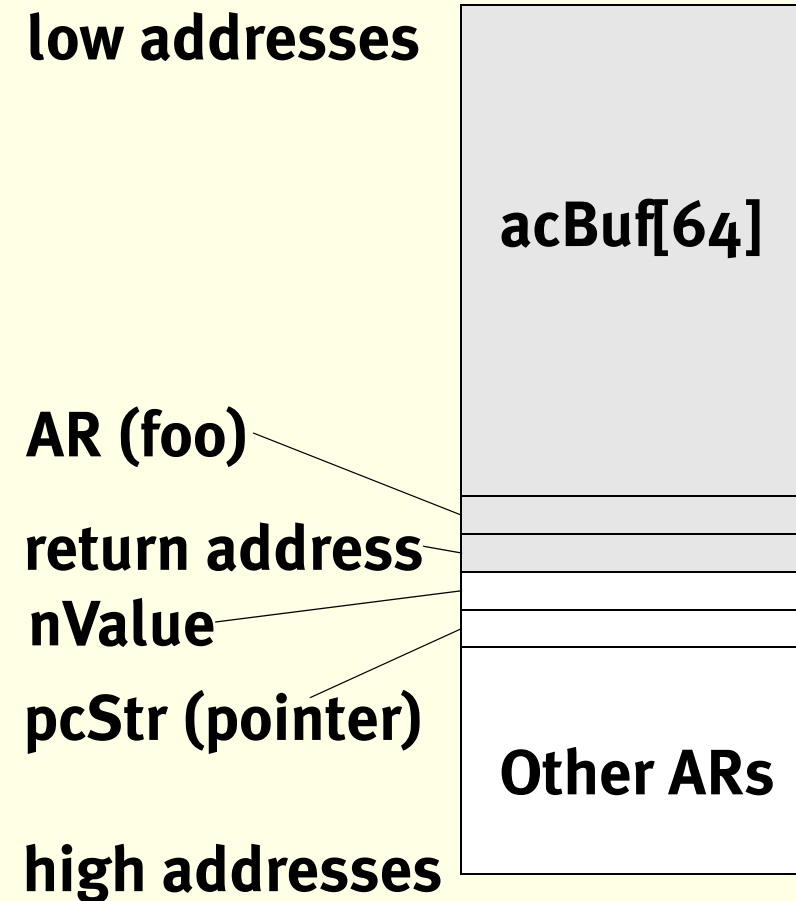 low addresses
acBuf[64]
AR (foo)
return address
nValue
pcStr (pointer)
Other ARs
high addresses